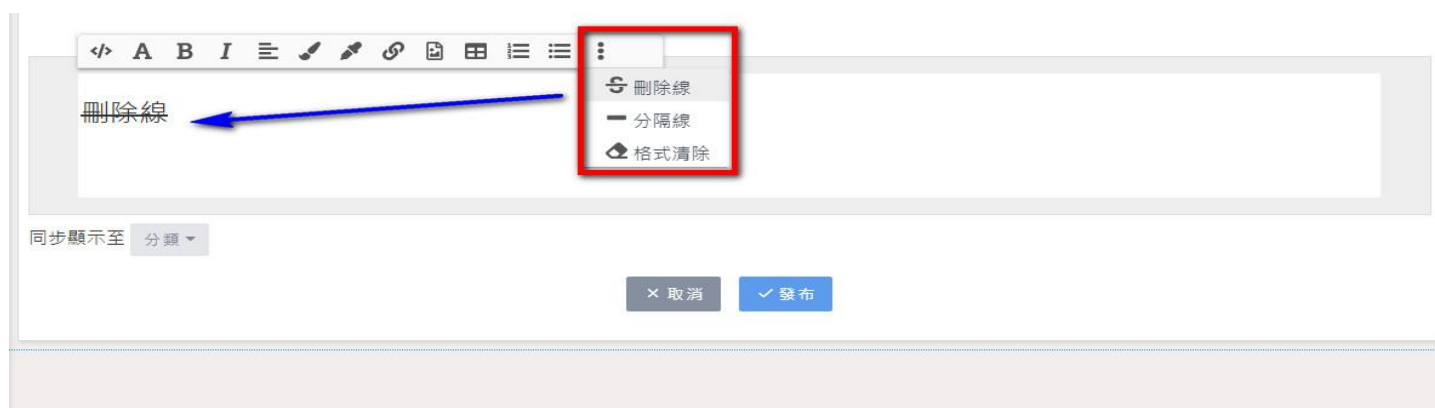 </> A B I
刪除線
分隔線
格式清除
刪除線
同步顯示至 分類
× 取消 ✓ 發布